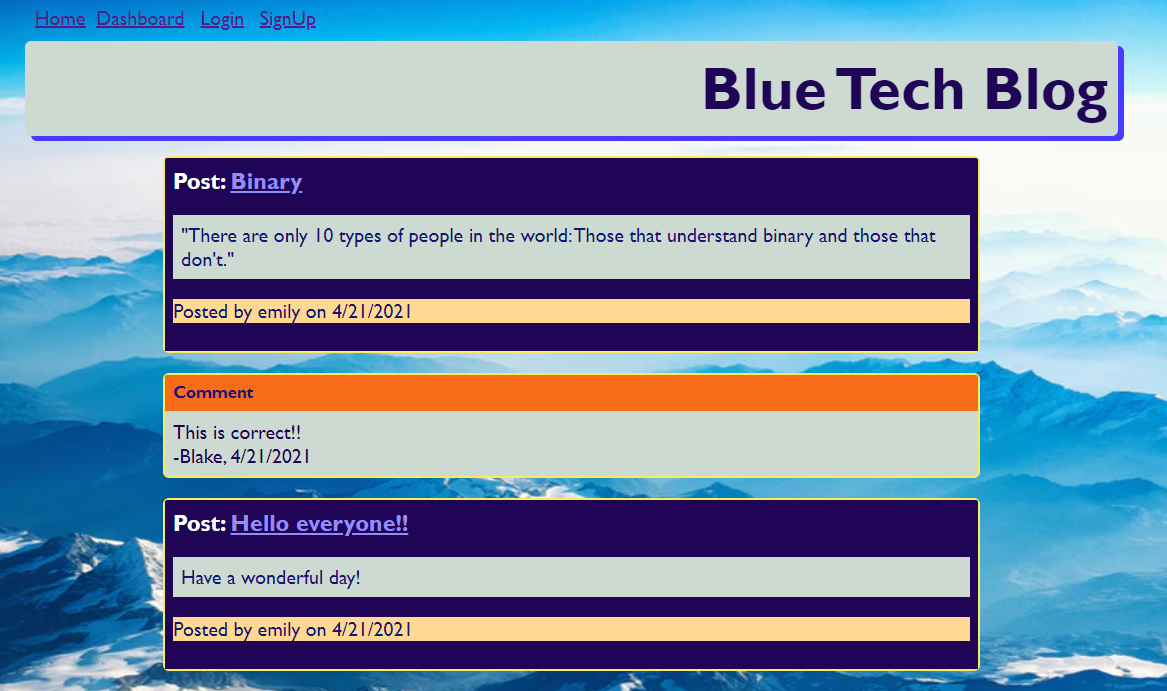 Home Dashboard Login SignUp
Blue Tech Blog
Post: Binary
"There are only 10 types of people in the world: Those that understand binary and those that
don't."
Posted by emily on 4/21/2021
Comment
This is correct!!
-Blake, 4/21/2021
Post: Hello everyone!!
Have a wonderful day!
Posted by emily on 4/21/2021